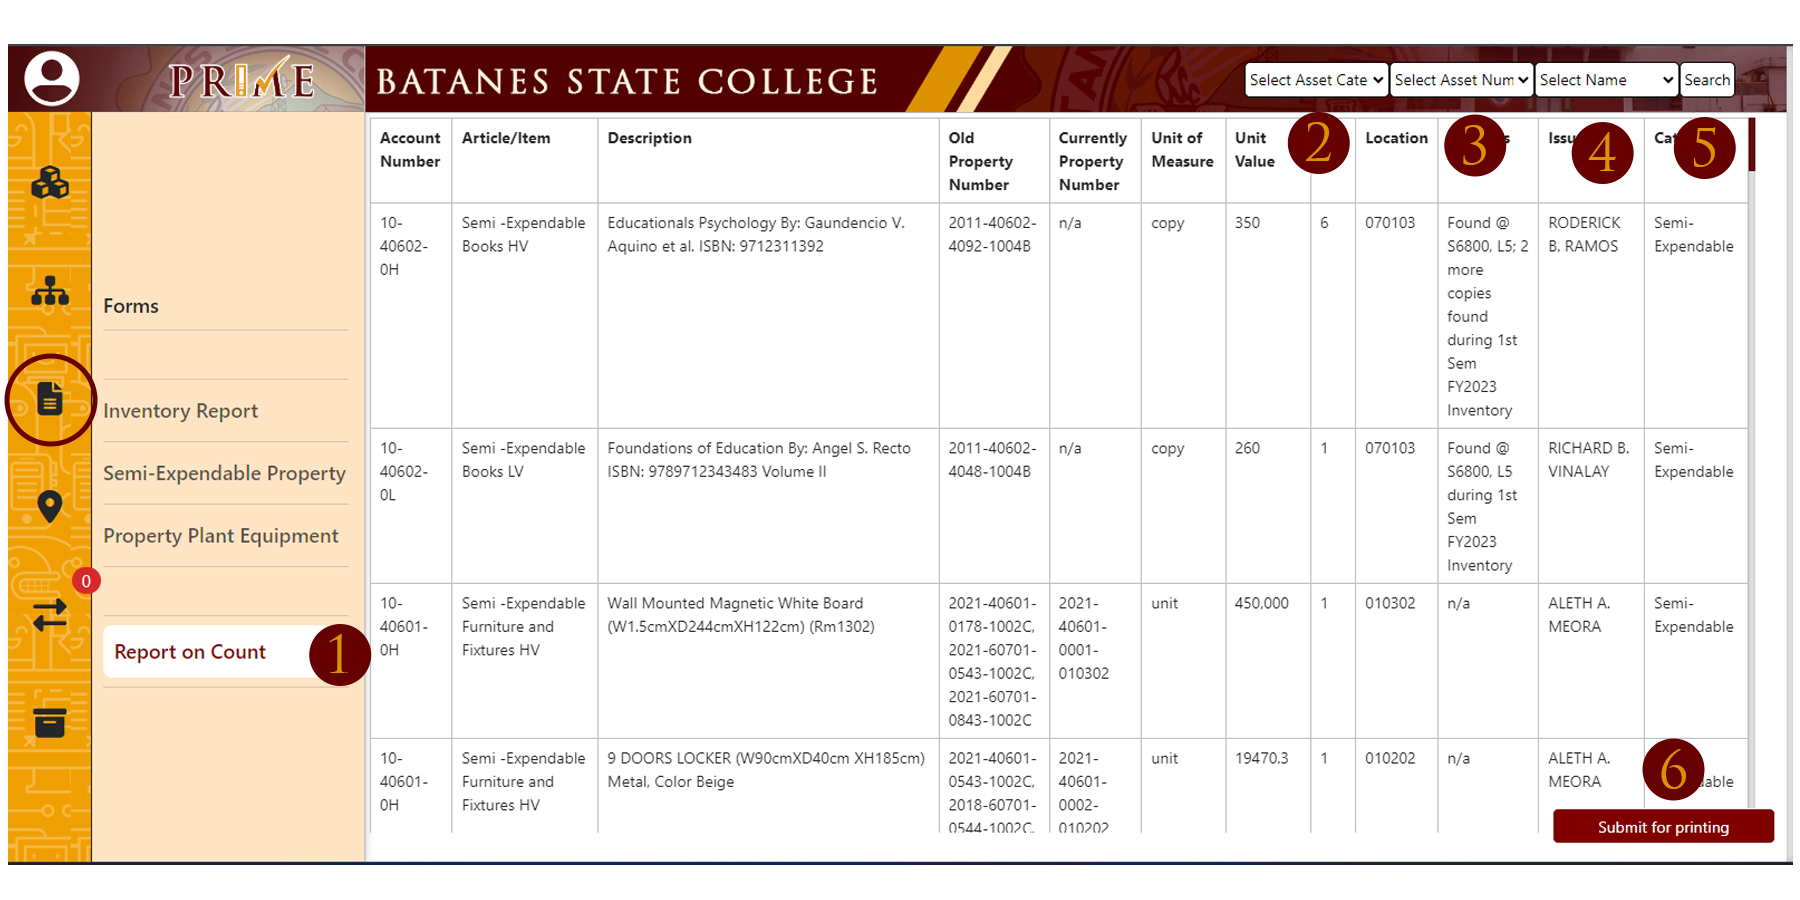 PRIME
BATANES STATE COLLEGE
Select Asset Cate
Select Asset Num
Select Name
Search
Forms
Inventory Report
Semi-Expendable Property
Property Plant Equipment
0
Report on Count
1
Account
Number
Article/Item
Description
Old
Property
Number
Currently
Property
Number
Unit of
Measure
Unit
Value
2
Location
3
4
5
10-
40602-
0H
Semi -Expendable
Books HV
Educationals Psychology By: Gaundencio V.
Aquino et al. ISBN: 9712311392
2011-40602-
4092-1004B
n/a
copy
350
6
070103
Found @
S6800, L5; 2
more
copies
found
during 1st
Sem
FY2023
Inventory
RODERICK
B. RAMOS
Semi-
Expendable
10-
40602-
0L
Semi -Expendable
Books LV
Foundations of Education By: Angel S. Recto
ISBN: 9789712343483 Volume II
2011-40602-
4048-1004B
n/a
copy
260
1
070103
Found @
S6800, L5
during 1st
Sem
FY2023
Inventory
RICHARD B.
VINALAY
Semi-
Expendable
10-
40601-
0H
Semi -Expendable
Furniture and
Fixtures HV
Wall Mounted Magnetic White Board
(W1.5cmXD244cmXH122cm) (Rm1302)
2021-40601-
0178-1002C,
2021-60701-
0543-1002C,
2021-60701-
0843-1002C
2021-
40601-
0001-
010302
unit
450,000
1
010302
n/a
ALETH A.
MEORA
Semi-
Expendable
10-
40601-
0H
Semi -Expendable
Furniture and
Fixtures HV
9 DOORS LOCKER (W90cmXD40cm XH185cm)
Metal, Color Beige
2021-40601-
0543-1002C,
2018-60701-
0544-1002C,
2021-
40601-
0002-
010202
unit
19470.3
1
010202
n/a
ALETH A.
MEORA
6
Submit for printing